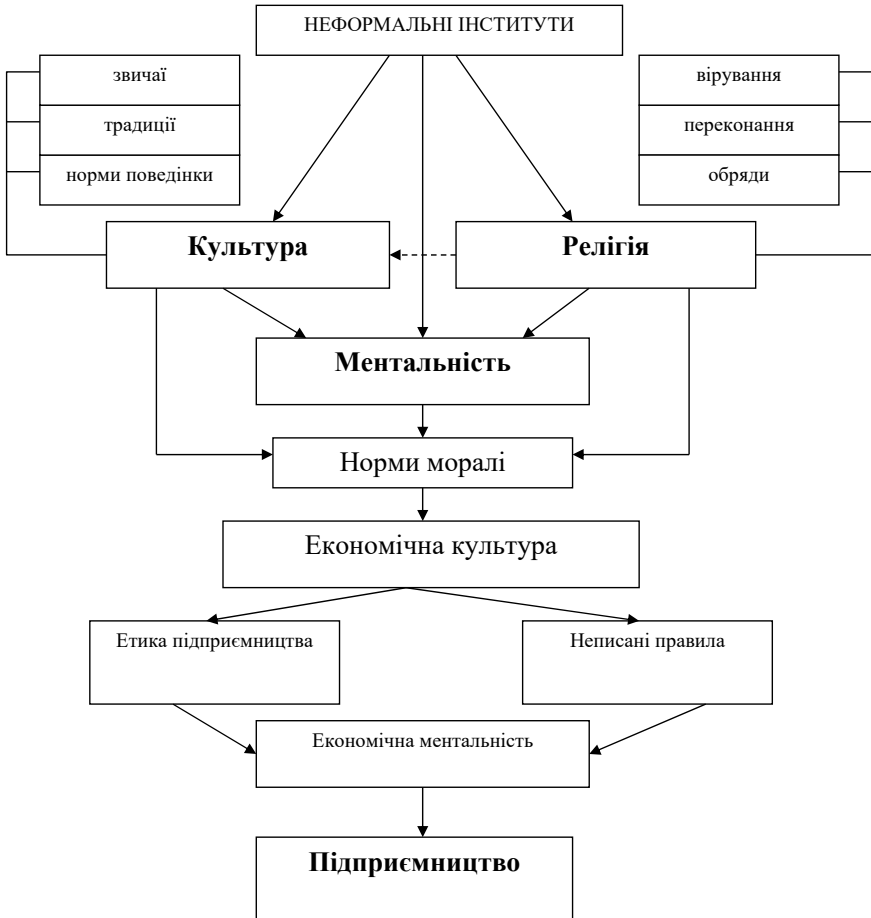 НЕФОРМАЛЬНІ ІНСТИТУТИ
звичаї
традиції
норми поведінки
вірування
переконання
обряди
Культура
Релігія
Ментальність
Норми моралі
Економічна культура
Етика підприємництва
Неписані правила
Економічна ментальність
Підприємництво